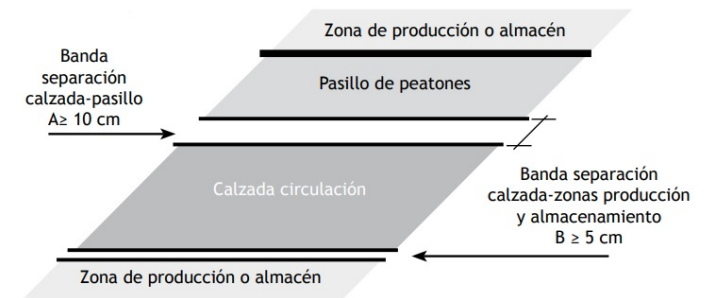 Zona de producción o almacén
Banda
separación
calzada-pasillo
A≥ 10 cm
Pasillo de peatones
Calzada circulación
Banda separación
calzada-zonas producción
y almacenamiento
B ≥ 5 cm
Zona de producción o almacén